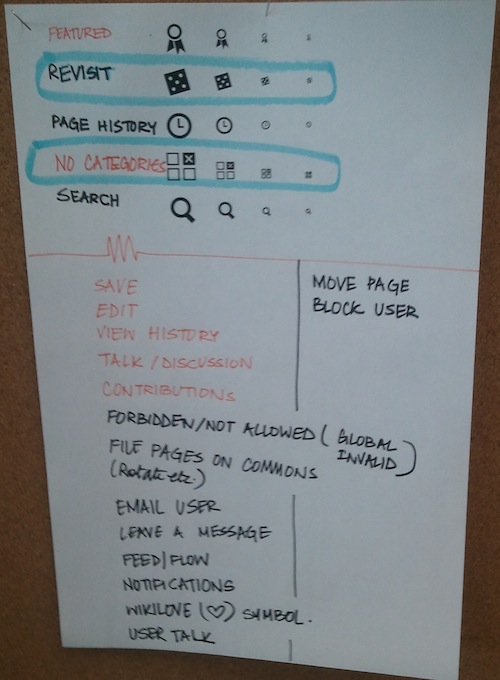 FEATURED
REVISIT
PAGE HISTORY
NO CATEGORIES
SEARCH
SAVE
EDIT
VIEW HISTORY
TALK/DISCUSSION
CONTRIBUTIONS
MOVE PAGE
BLOCK USER
FORBIDDEN/NOT ALLOWED (GLOBAL INVALID)
FILE PAGES ON COMMONS
(Rotate etc.)
EMAIL USER
LEAVE A MESSAGE
FEED/FLOW
NOTIFICATIONS
WIKILOVE (♡) SYMBOL.
USER TALK